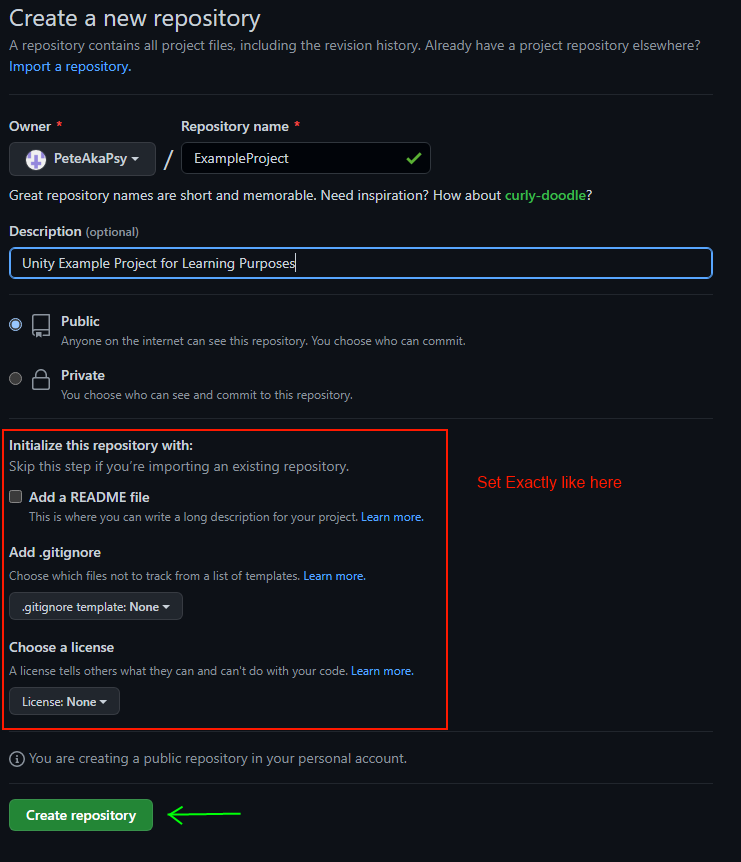 Create a new repository
A repository contains all project files, including the revision history. Already have a project repository elsewhere?
Import a repository.
Owner *
Repository name *
PeteAkaPsy
/
ExampleProject
Great repository names are short and memorable. Need inspiration? How about curly-doodle?
Description (optional)
Unity Example Project for Learning Purposes
Public
Anyone on the internet can see this repository. You choose who can commit.
Private
You choose who can see and commit to this repository.
Initialize this repository with:
Skip this step if you're importing an existing repository.
Set Exactly like here
Add a README file
This is where you can write a long description for your project. Learn more.
Add .gitignore
Choose which files not to track from a list of templates. Learn more.
.gitignore template: None
Choose a license
A license tells others what they can and can't do with your code. Learn more.
License: None
You are creating a public repository in your personal account.
Create repository